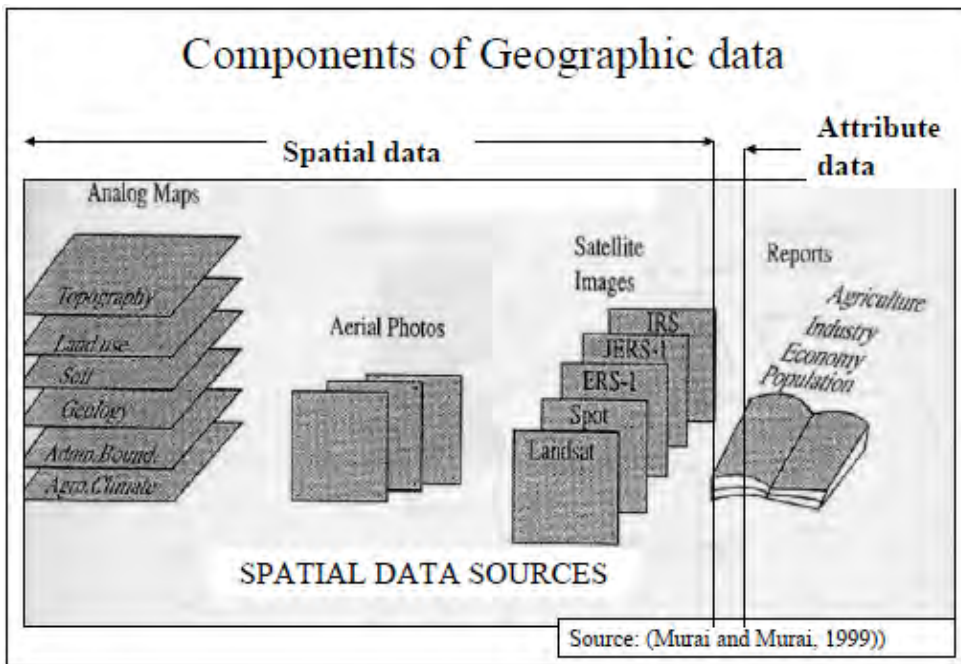 Components of Geographic data
Spatial data
Attribute
data
Analog Maps
Topography
Land use
Soil
Geology
Admn.Bound.
Agro.Climate
Aerial Photos
Satellite
Images
IRS
JERS-1
ERS-1
Spot
Landsat
Reports
Agriculture
Industry
Economy
Population
SPATIAL DATA SOURCES
Source: (Murai and Murai, 1999))